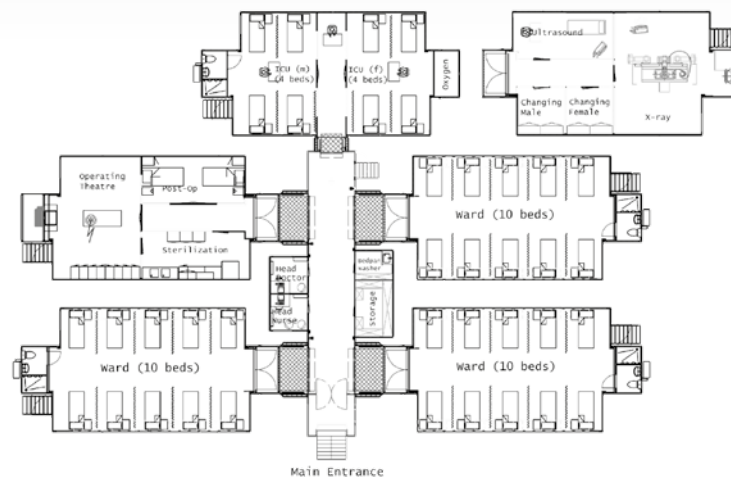 Ultrasound
ICU (m)
(4 beds)
ICU (f)
(4 beds)
Oxygen
Changing
Male
Changing
Female
X-ray
Operating
Theatre
Post-Op
Sterilization
Ward (10 beds)
Head
Doctor
Head
Nurse
Bedpan
washer
Storage
Ward (10 beds)
Ward (10 beds)
Main Entrance